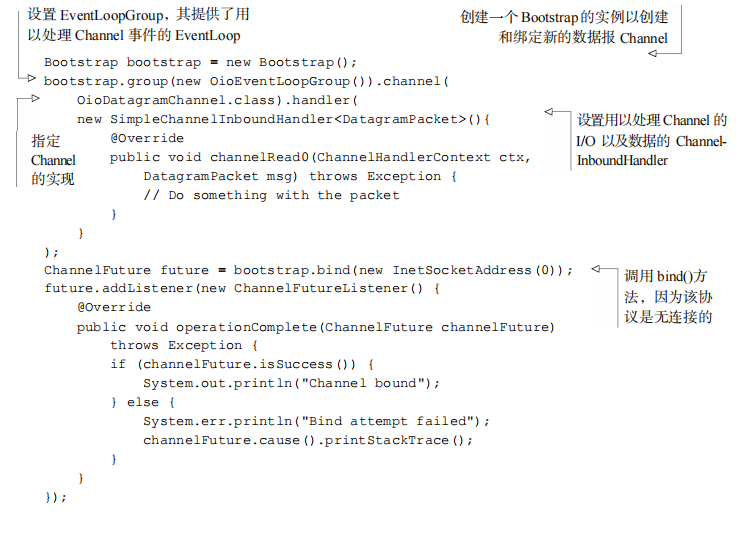 设置 EventLoopGroup，其提供了用
以处理 Channel 事件的 EventLoop
创建一个 Bootstrap 的实例以创建
和绑定新的数据报 Channel
Bootstrap bootstrap = new Bootstrap();
bootstrap.group(new OioEventLoopGroup()).channel(
OioDatagramChannel.class).handler(
new SimpleChannelInboundHandler<DatagramPacket>(){
设置用以处理 Channel 的
I/O 以及数据的 Channel-
InboundHandler
指定
Channel
的实现
@Override
public void channelRead0(ChannelHandlerContext ctx,
DatagramPacket msg) throws Exception {
// Do something with the packet
}
}
);
ChannelFuture future = bootstrap.bind(new InetSocketAddress(0));
调用 bind()方
法，因为该协
议是无连接的
future.addListener(new ChannelFutureListener() {
@Override
public void operationComplete(ChannelFuture channelFuture)
throws Exception {
if (channelFuture.isSuccess()) {
System.out.println("Channel bound");
} else {
System.err.println("Bind attempt failed");
channelFuture.cause().printStackTrace();
}
}
});